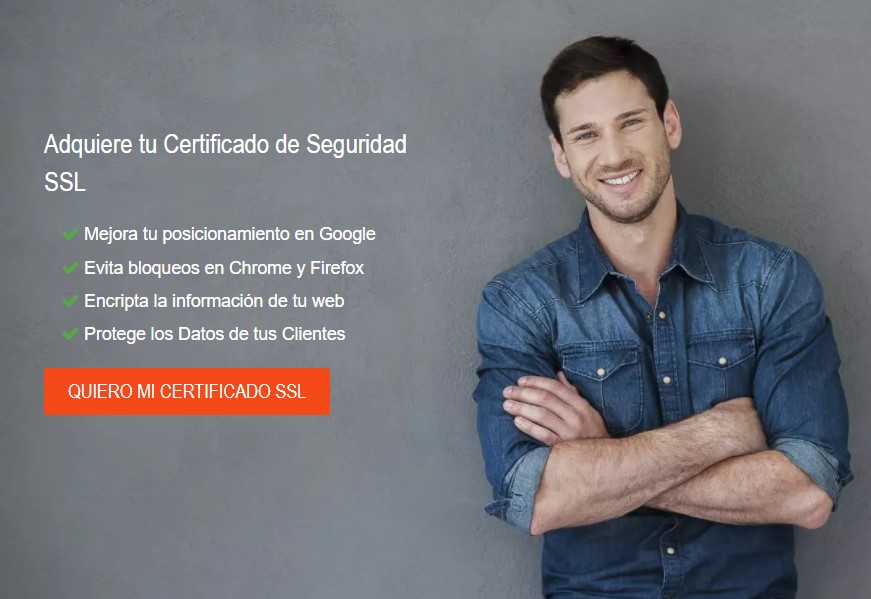 Adquiere tu Certificado de Seguridad
SSL
Mejora tu posicionamiento en Google
Evita bloqueos en Chrome y Firefox
Encripta la información de tu web
Protege los Datos de tus Clientes
QUIERO MI CERTIFICADO SSL